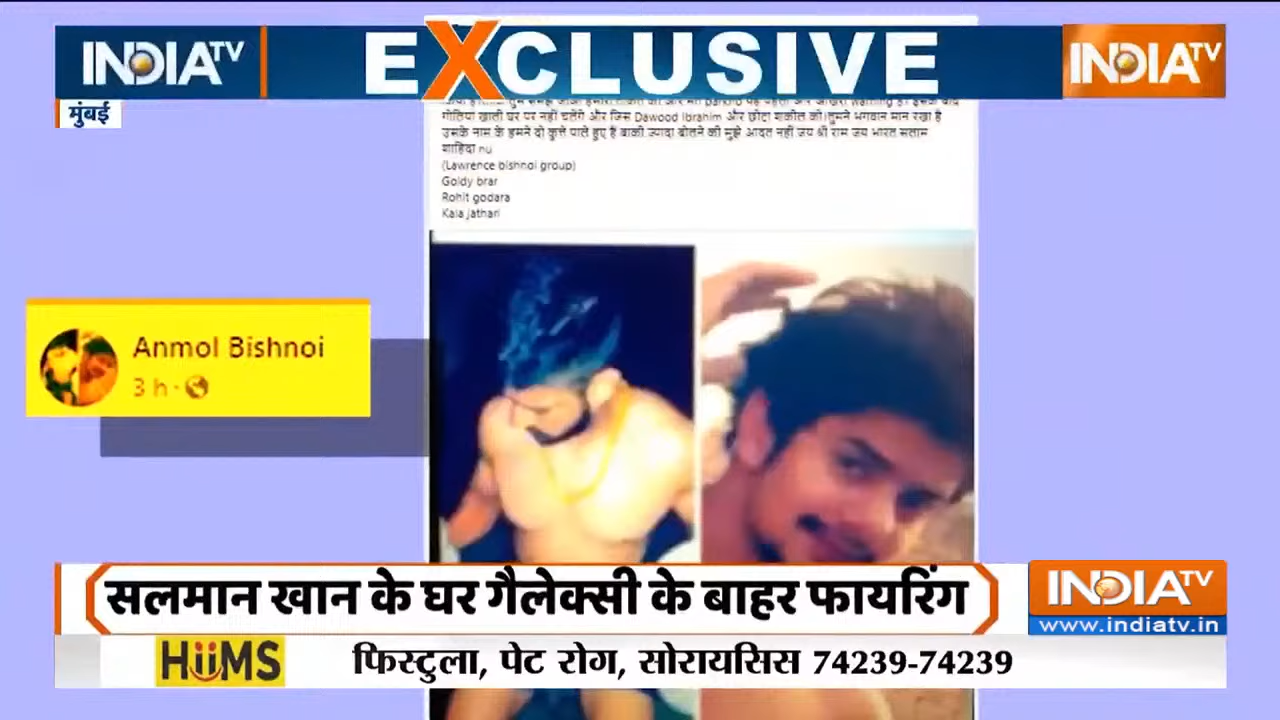 INDIA TV
EXCLUSIVE
INDIA TV
मुंबई
गोलियां खाली घर पर नहीं चलेंगी और जिस Dawood Ibrahim और छोटा शकील को।तुमने भगवान मान रखा है
उसके नाम के हमने दो कुत्ते पाले हुए हैं बाकी ज्यादा बोलने की मुझे आदत नहीं जय श्री राम जय भारत सलाम
शाहिदा nu
(Lawrence bishnoi group)
Goldy brar
Rohit godara
Kala jathari
Anmol Bishnoi
3 h ·
सलमान खान के घर गैलेक्सी के बाहर फायरिंग
INDIA TV
www.indiatv.in
HiiMS
फिस्टुला, पेट रोग, सोरायसिस 74239-74239